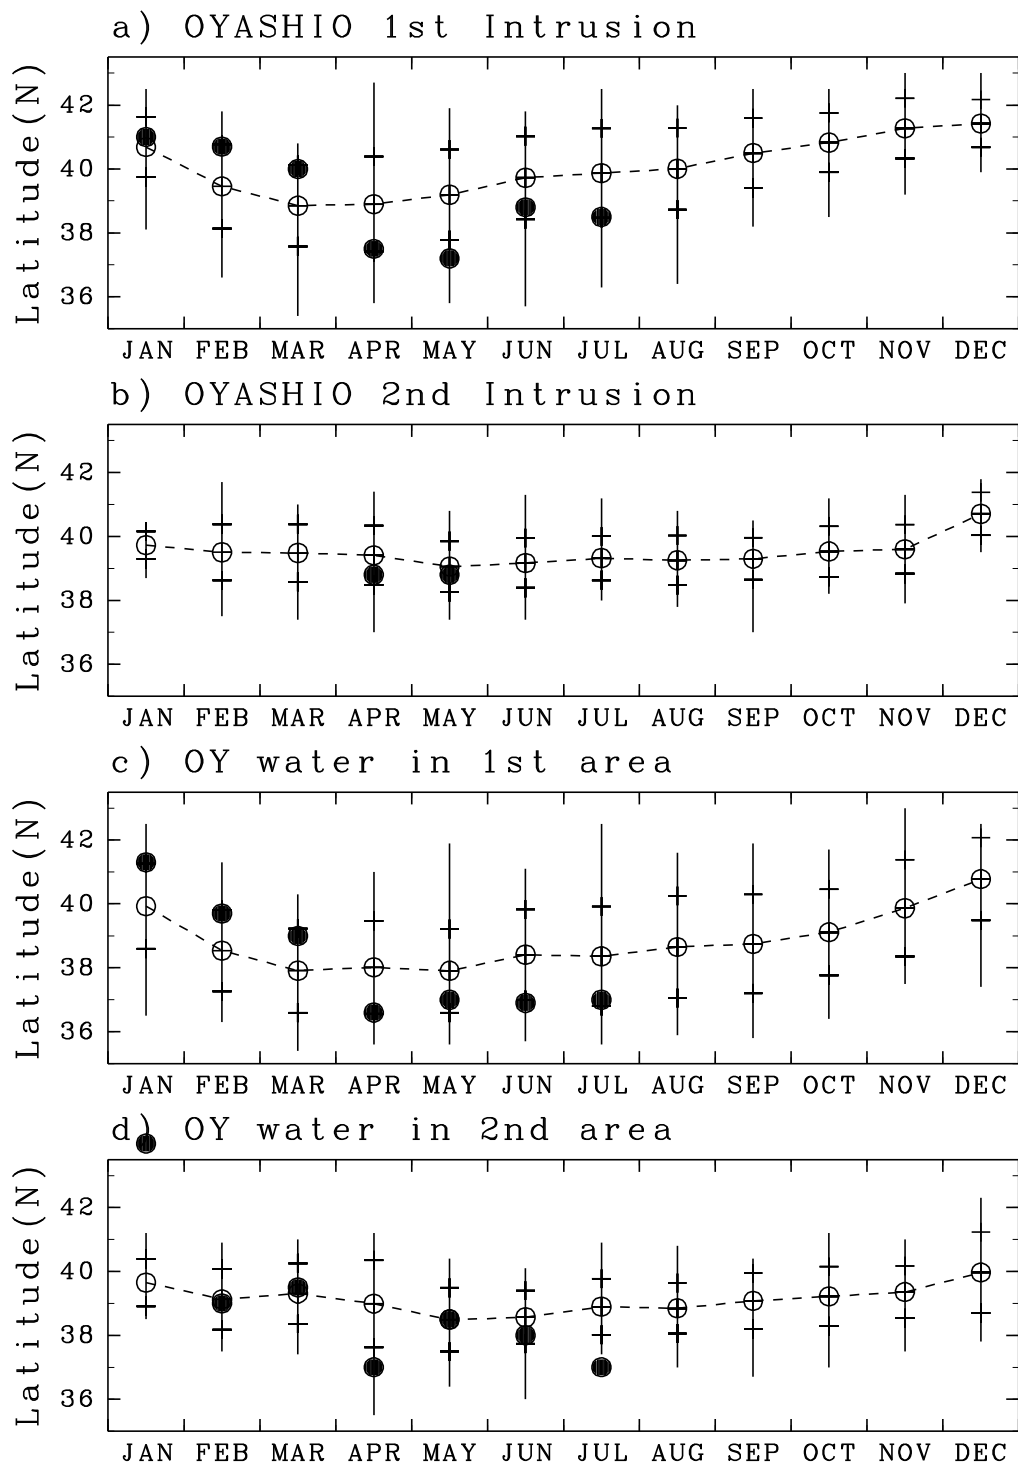 a) OYASHIO 1st Intrusion
Latitude(N)
42
40
38
36
JAN FEB MAR APR MAY JUN JUL AUG SEP OCT NOV DEC
b) OYASHIO 2nd Intrusion
Latitude(N)
42
40
38
36
JAN FEB MAR APR MAY JUN JUL AUG SEP OCT NOV DEC
c) OY water in 1st area
Latitude(N)
42
40
38
36
JAN FEB MAR APR MAY JUN JUL AUG SEP OCT NOV DEC
d) OY water in 2nd area
Latitude(N)
42
40
38
36
JAN FEB MAR APR MAY JUN JUL AUG SEP OCT NOV DEC